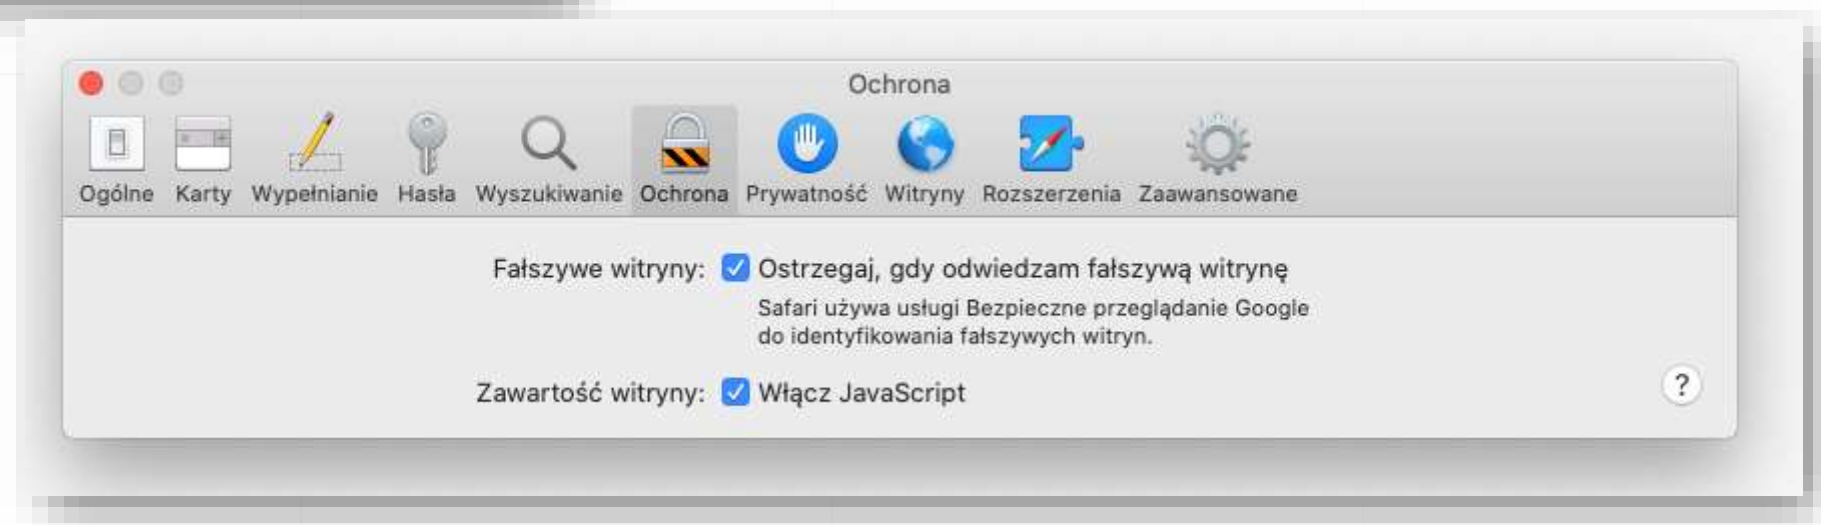 Ochrona
Ogólne Karty Wypełnianie Hasła Wyszukiwanie Ochrona Prywatność Witryny Rozszerzenia Zaawansowane
Fałszywe witryny: Ostrzegaj, gdy odwiedzam fałszywą witrynę
Safari używa usługi Bezpieczne przeglądanie Google
do identyfikowania fałszywych witryn.
Zawartość witryny: Włącz JavaScript
?